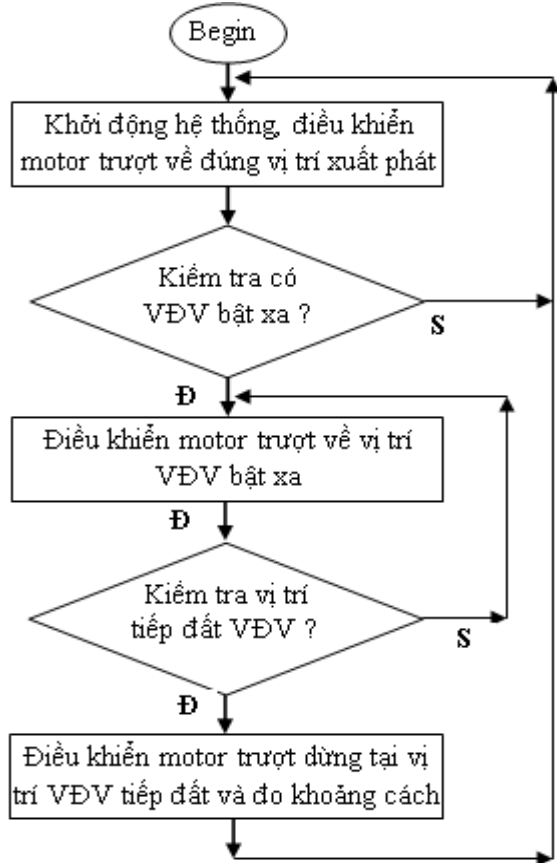 Begin
Khởi động hệ thống, điều khiển
motor trượt về đúng vị trí xuất phát
Kiểm tra có
VĐV bật xa ?
S
Đ
Điều khiển motor trượt về vị trí
VĐV bật xa
Đ
Kiểm tra vị trí
tiếp đất VĐV ?
S
Đ
Điều khiển motor trượt dừng tại vị
trí VĐV tiếp đất và đo khoảng cách